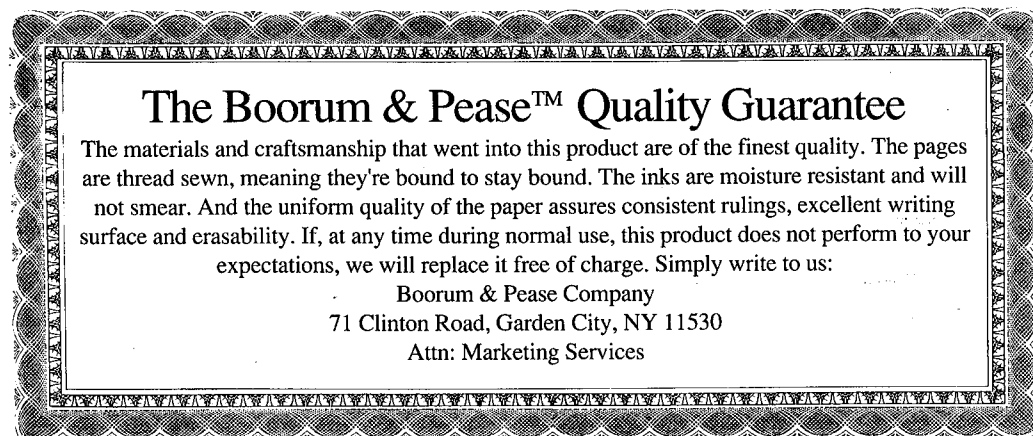 The Boorum & Pease™ Quality Guarantee
The materials and craftsmanship that went into this product are of the finest quality. The pages
are thread sewn, meaning they're bound to stay bound. The inks are moisture resistant and will
not smear. And the uniform quality of the paper assures consistent rulings, excellent writing
surface and erasability. If, at any time during normal use, this product does not perform to your
expectations, we will replace it free of charge. Simply write to us:
Boorum & Pease Company
71 Clinton Road, Garden City, NY 11530
Attn: Marketing Services